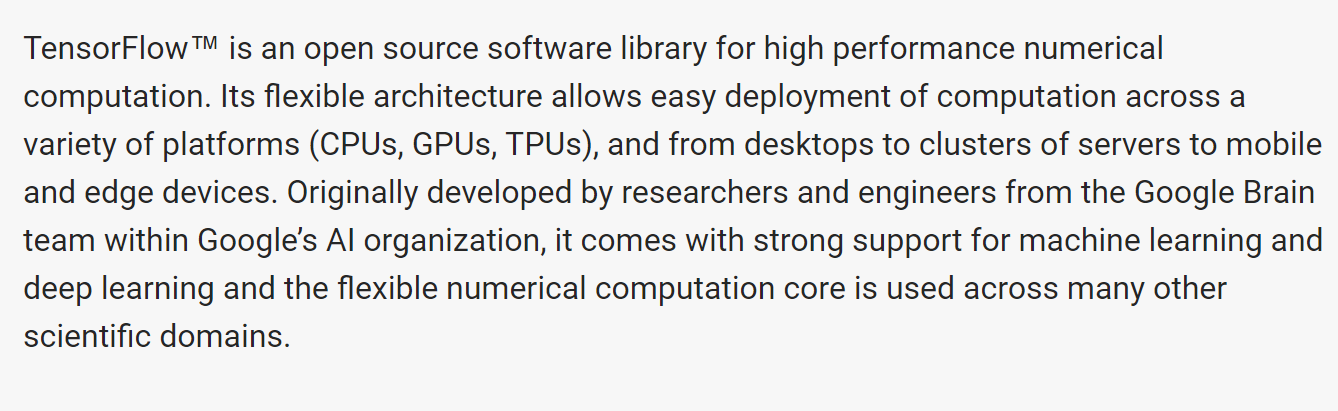 TensorFlow™ is an open source software library for high performance numerical
computation. Its flexible architecture allows easy deployment of computation across a
variety of platforms (CPUs, GPUs, TPUs), and from desktops to clusters of servers to mobile
and edge devices. Originally developed by researchers and engineers from the Google Brain
team within Google’s AI organization, it comes with strong support for machine learning and
deep learning and the flexible numerical computation core is used across many other
scientific domains.